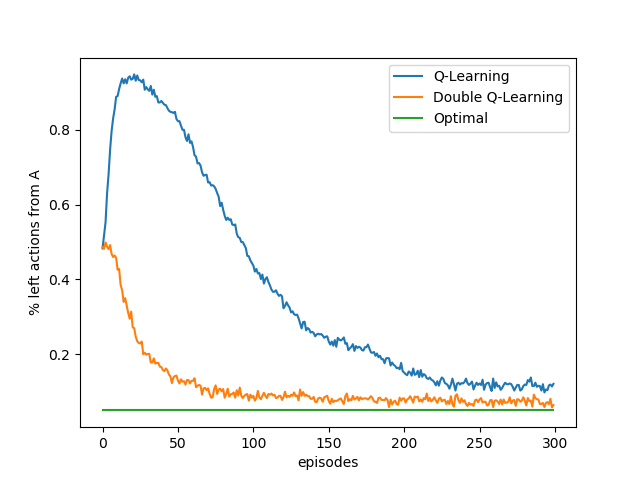 Q-Learning
Double Q-Learning
Optimal
% left actions from A
0.8
0.6
0.4
0.2
0 50 100 150 200 250 300
episodes